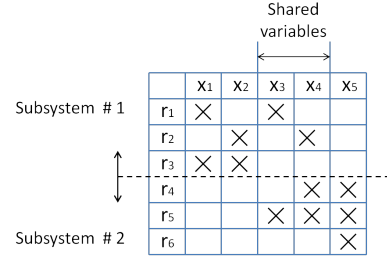 Shared
variables
x1 x2 x3 x4 x5
Subsystem # 1
r1
r2
r3
r4
r5
Subsystem # 2
r6